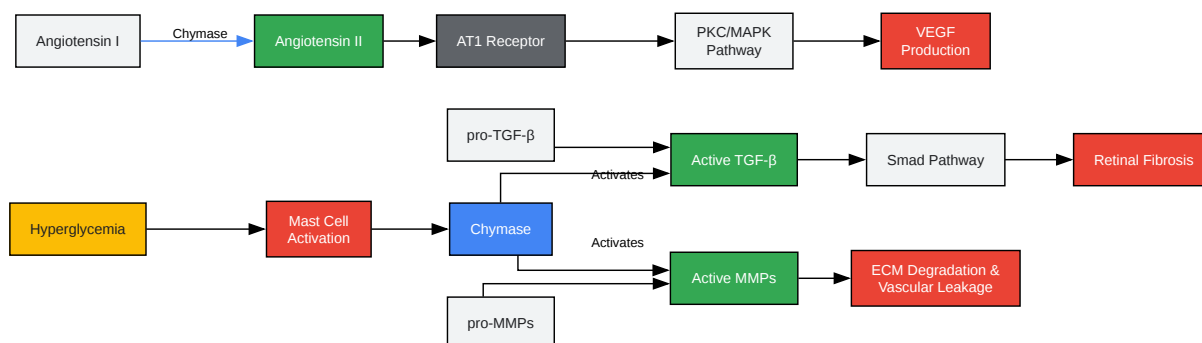 Angiotensin I
Chymase
Angiotensin II
AT1 Receptor
PKC/MAPK
Pathway
VEGF
Production
pro-TGF-β
Activates
Active TGF-β
Smad Pathway
Retinal Fibrosis
Hyperglycemia
Mast Cell
Activation
Chymase
Activates
Active MMPs
ECM Degradation &
Vascular Leakage
pro-MMPs